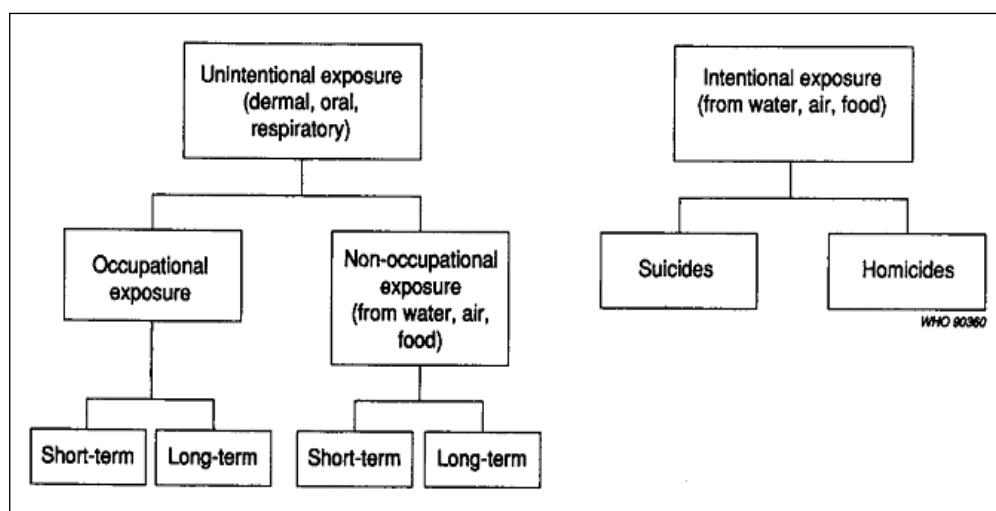 Unintentional exposure
(dermal, oral,
respiratory)
Intentional exposure
(from water, air, food)
Occupational
exposure
Non-occupational
exposure
(from water, air,
food)
Suicides
Homicides
WHO 90360
Short-term
Long-term
Short-term
Long-term